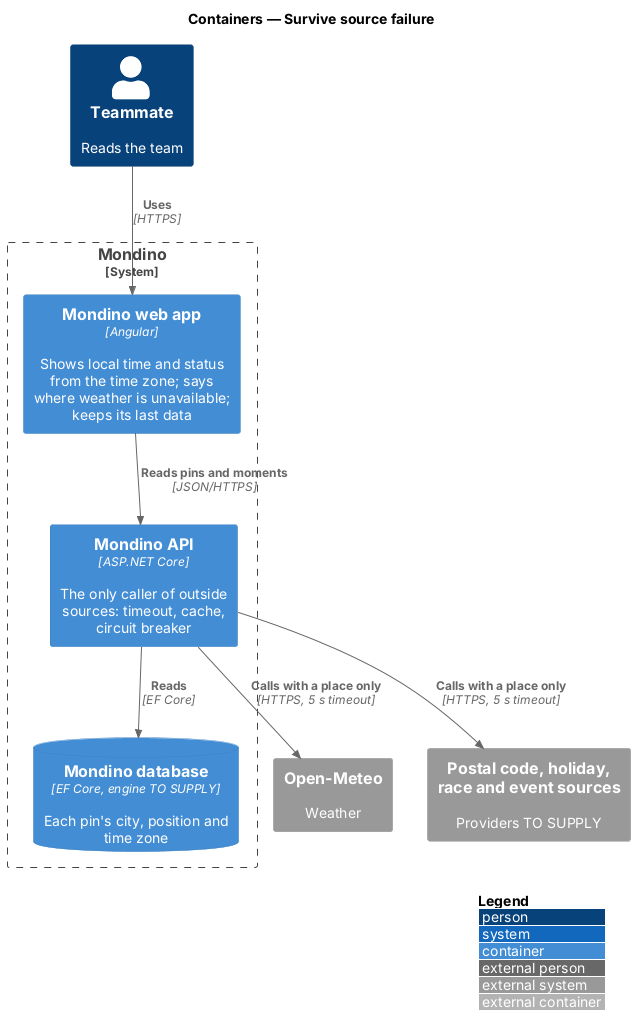 Containers — Survive source failure
Teammate
Reads the team
Uses
[HTTPS]
Mondino
[System]
Mondino web app
[Angular]
Shows local time and status
from the time zone; says
where weather is unavailable;
keeps its last data
Reads pins and moments
[JSON/HTTPS]
Mondino API
[ASP.NET Core]
The only caller of outside
sources: timeout, cache,
circuit breaker
Reads
[EF Core]
Calls with a place only
[HTTPS, 5 s timeout]
Calls with a place only
[HTTPS, 5 s timeout]
Mondino database
[EF Core, engine TO SUPPLY]
Each pin's city, position and
time zone
Open-Meteo
Weather
Postal code, holiday,
race and event sources
Providers TO SUPPLY
Legend
person
system
container
external person
external system
external container